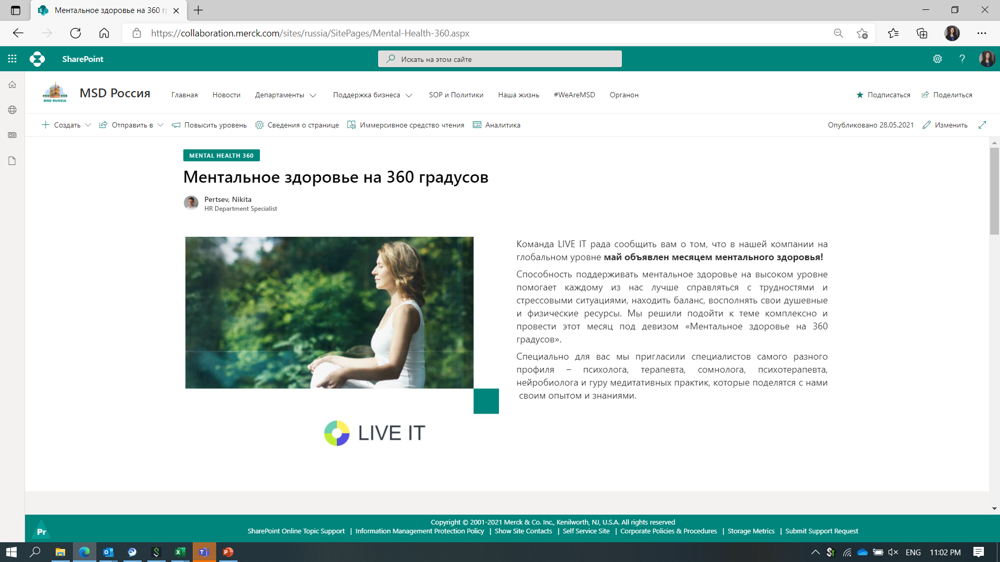 Ментальное здоровье на 360 г
https://collaboration.merck.com/sites/russia/SitePages/Mental-Health-360.aspx
SharePoint
Искать на этом сайте
MSD RUSSIA
MSD Россия
Главная
Новости
Департаменты
Поддержка бизнеса
SOP и Политики
Наша жизнь
#WeAreMSD
Органон
Подписаться
Поделиться
Создать
Отправить в
Повысить уровень
Сведения о странице
Иммерсивное средство чтения
Аналитика
Опубликовано 28.05.2021
Изменить
MENTAL HEALTH 360
Ментальное здоровье на 360 градусов
Pertsev, Nikita
HR Department Specialist
Команда LIVE IT рада сообщить вам о том, что в нашей компании на
глобальном уровне май объявлен месяцем ментального здоровья!
Способность поддерживать ментальное здоровье на высоком уровне
помогает каждому из нас лучше справляться с трудностями и
стрессовыми ситуациями, находить баланс, восполнять свои душевные
и физические ресурсы. Мы решили подойти к теме комплексно и
провести этот месяц под девизом «Ментальное здоровье на 360
градусов».
Специально для вас мы пригласили специалистов самого разного
профиля – психолога, терапевта, сомнолога, психотерапевта,
нейробиолога и гуру медитативных практик, которые поделятся с нами
своим опытом и знаниями.
LIVE IT
Copyright © 2001-2021 Merck & Co. Inc., Kenilworth, NJ, U.S.A. All rights reserved
SharePoint Online Topic Support | Information Management Protection Policy | Show Site Contacts | Self Service Site | Corporate Policies & Procedures | Storage Metrics | Submit Support Request
Pr
ENG
11:02 PM